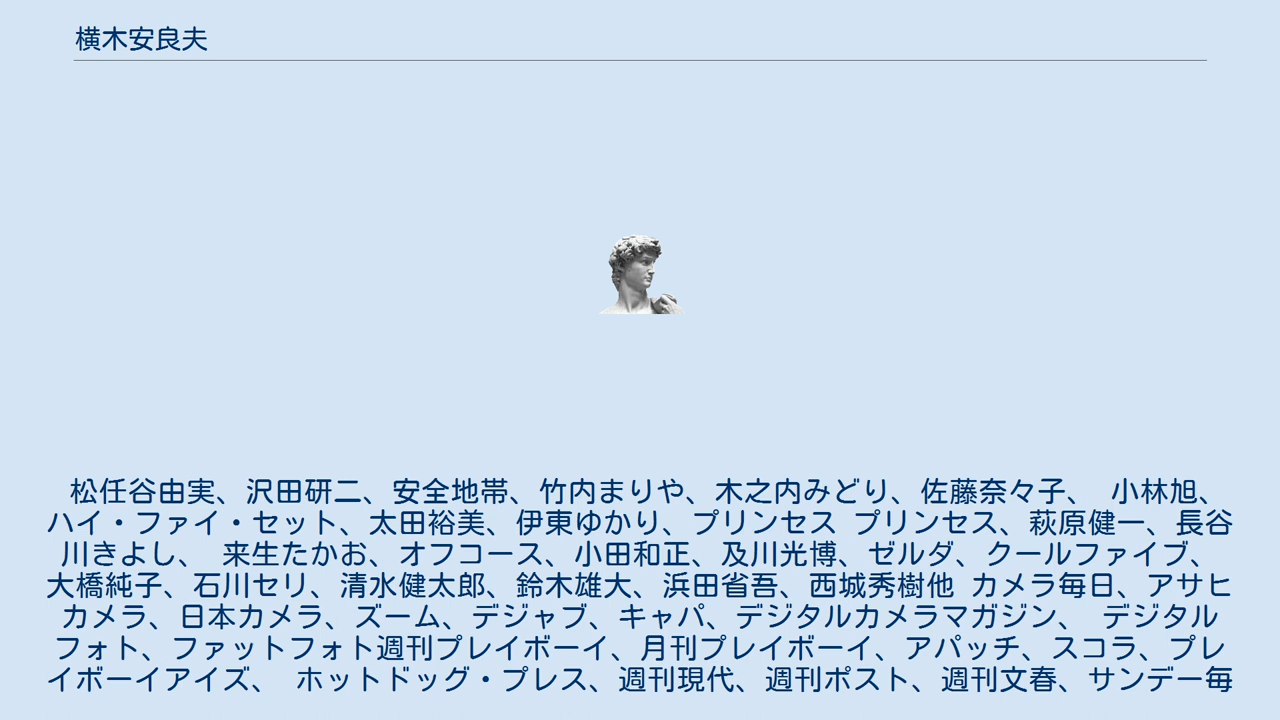 横木安良夫
松任谷由実、沢田研二、安全地帯、竹内まりや、木之内みどり、佐藤奈々子、　小林旭、
ハイ・ファイ・セット、太田裕美、伊東ゆかり、プリンセス プリンセス、萩原健一、長谷
川きよし、　来生たかお、オフコース、小田和正、及川光博、ゼルダ、クールファイブ、
大橋純子、石川セリ、清水健太郎、鈴木雄大、浜田省吾、西城秀樹他 カメラ毎日、アサヒ
カメラ、日本カメラ、ズーム、デジャブ、キャパ、デジタルカメラマガジン、　デジタル
フォト、ファットフォト週刊プレイボーイ、月刊プレイボーイ、アパッチ、スコラ、プレ
イボーイアイズ、　ホットドッグ・プレス、週刊現代、週刊ポスト、週刊文春、サンデー毎